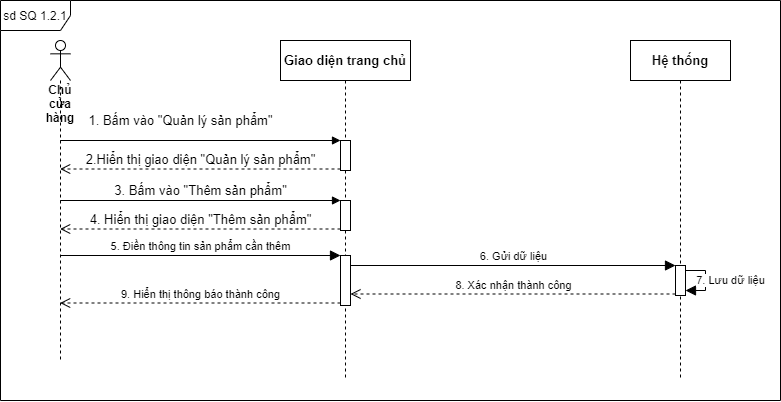 sd SQ 1.2.1
Giao diện trang chủ
Hệ thống
Chủ
cửa
hàng
1. Bấm vào "Quản lý sản phẩm"
2.Hiển thị giao diện "Quản lý sản phẩm"
3. Bấm vào "Thêm sản phẩm"
4. Hiển thị giao diện "Thêm sản phẩm"
5. Điền thông tin sản phẩm cần thêm
6. Gửi dữ liệu
7. Lưu dữ liệu
8. Xác nhận thành công
9. Hiển thị thông báo thành công